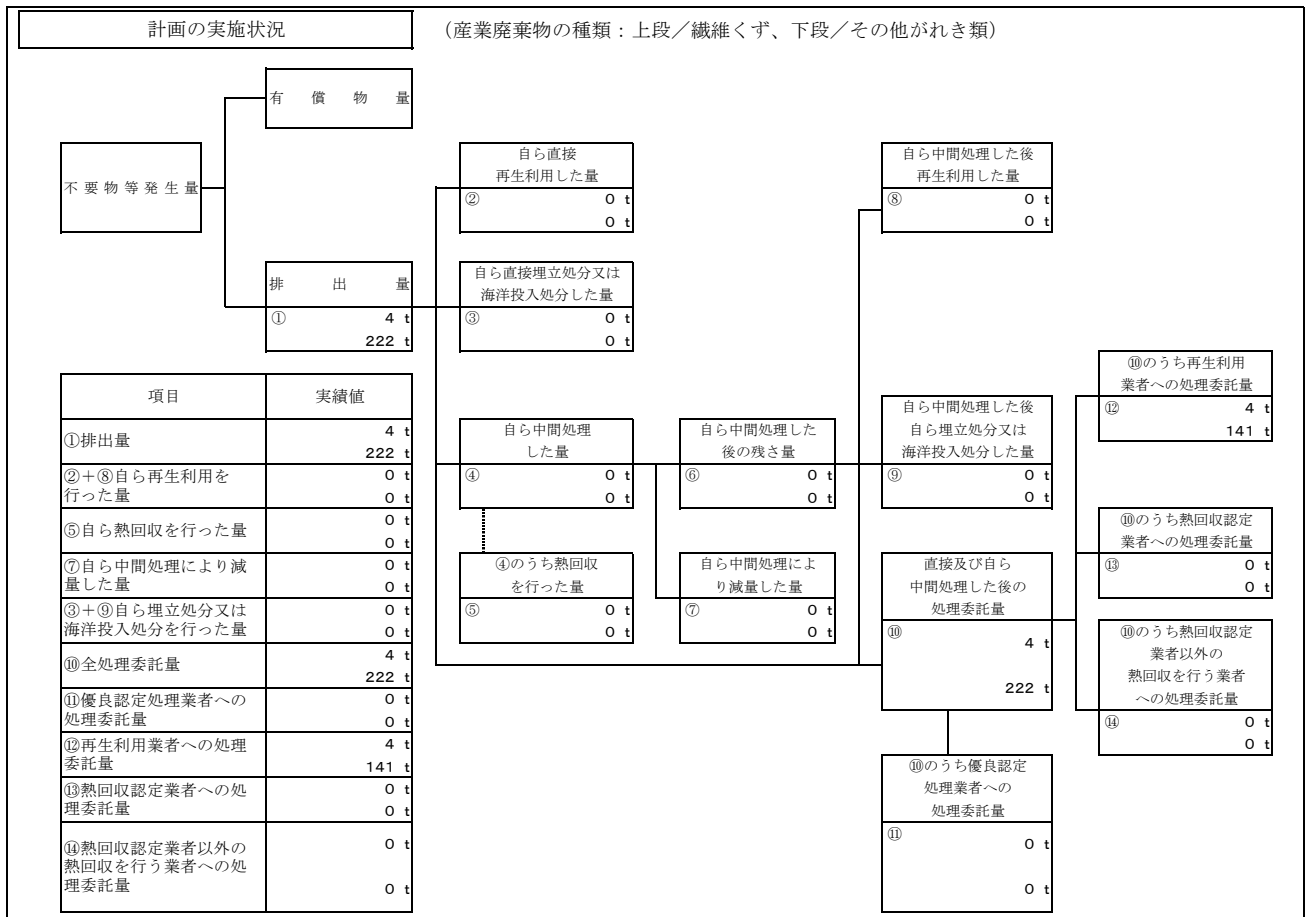 計画の実施状況
（産業廃棄物の種類：上段／繊維くず、下段／その他がれき類）
有償物量
不要物等発生量
自ら直接
再生利用した量
② 0 t
0 t
自ら中間処理した後
再生利用した量
⑧ 0 t
0 t
排出量
① 4 t
222 t
自ら直接埋立処分又は
海洋投入処分した量
③ 0 t
0 t
項目 実績値
①排出量
4 t
222 t
②＋⑧自ら再生利用を
行った量
0 t
0 t
⑤自ら熱回収を行った量
0 t
0 t
⑦自ら中間処理により減
量した量
0 t
0 t
③＋⑨自ら埋立処分又は
海洋投入処分を行った量
0 t
0 t
⑩全処理委託量
4 t
222 t
⑪優良認定処理業者への
処理委託量
0 t
0 t
⑫再生利用業者への処理
委託量
4 t
141 t
⑬熱回収認定業者への処
理委託量
0 t
0 t
⑭熱回収認定業者以外の
熱回収を行う業者への処
理委託量
0 t
0 t
自ら中間処理
した量
④ 0 t
0 t
④のうち熱回収
を行った量
⑤ 0 t
0 t
自ら中間処理した
後の残さ量
⑥ 0 t
0 t
自ら中間処理によ
り減量した量
⑦ 0 t
0 t
自ら中間処理した後
自ら埋立処分又は
海洋投入処分した量
⑨ 0 t
0 t
直接及び自ら
中間処理した後の
処理委託量
⑩
4 t
222 t
⑩のうち優良認定
処理業者への
処理委託量
⑪
0 t
0 t
⑩のうち再生利用
業者への処理委託量
⑫ 4 t
141 t
⑩のうち熱回収認定
業者への処理委託量
⑬ 0 t
0 t
⑩のうち熱回収認定
業者以外の
熱回収を行う業者
への処理委託量
⑭ 0 t
0 t